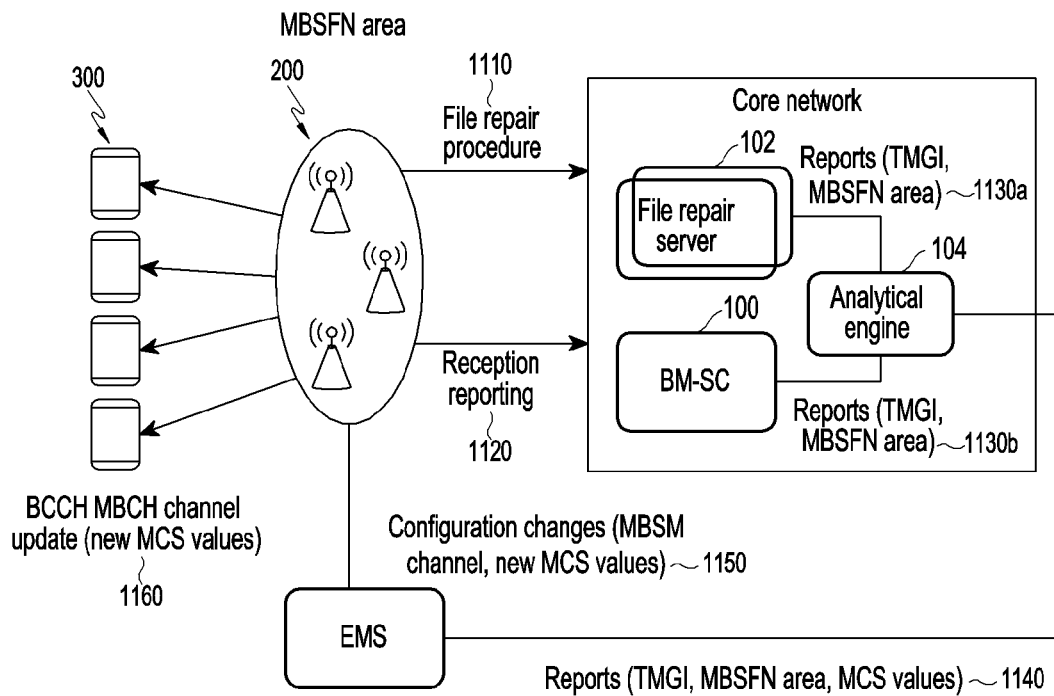 MBSFN area
300
200
1110
File repair
procedure
Core network
102
Reports (TMGI,
MBSFN area)
1130a
File repair
server
104
Analytical
engine
100
BM-SC
Reports (TMGI,
MBSFN area)
1130b
Reception
reporting
1120
BCCH MBCH channel
update (new MCS values)
1160
Configuration changes (MBSM
channel, new MCS values)
1150
EMS
Reports (TMGI, MBSFN area, MCS values)
1140